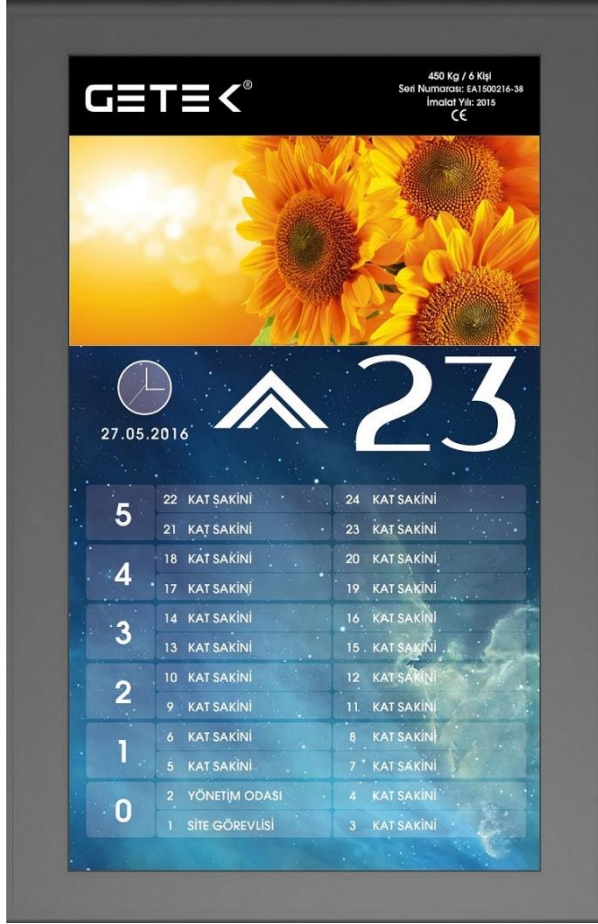 GETEK®
450 Kg / 6 Kişi
Seri Numarası: EA1500216-38
İmalat Yılı: 2015
CE
23
27.05.2016
5
22 KAT SAKİNİ
24 KAT SAKİNİ
21 KAT SAKİNİ
23 KAT SAKİNİ
4
18 KAT SAKİNİ
20 KAT SAKİNİ
17 KAT SAKİNİ
19 KAT SAKİNİ
3
14 KAT SAKİNİ
16 KAT SAKİNİ
13 KAT SAKİNİ
15 KAT SAKİNİ
2
10 KAT SAKİNİ
12 KAT SAKİNİ
9 KAT SAKİNİ
11 KAT SAKİNİ
1
6 KAT SAKİNİ
8 KAT SAKİNİ
5 KAT SAKİNİ
7 KAT SAKİNİ
0
2 YÖNETİM ODASI
4 KAT SAKİNİ
1 SİTE GÖREVLİSİ
3 KAT SAKİNİ